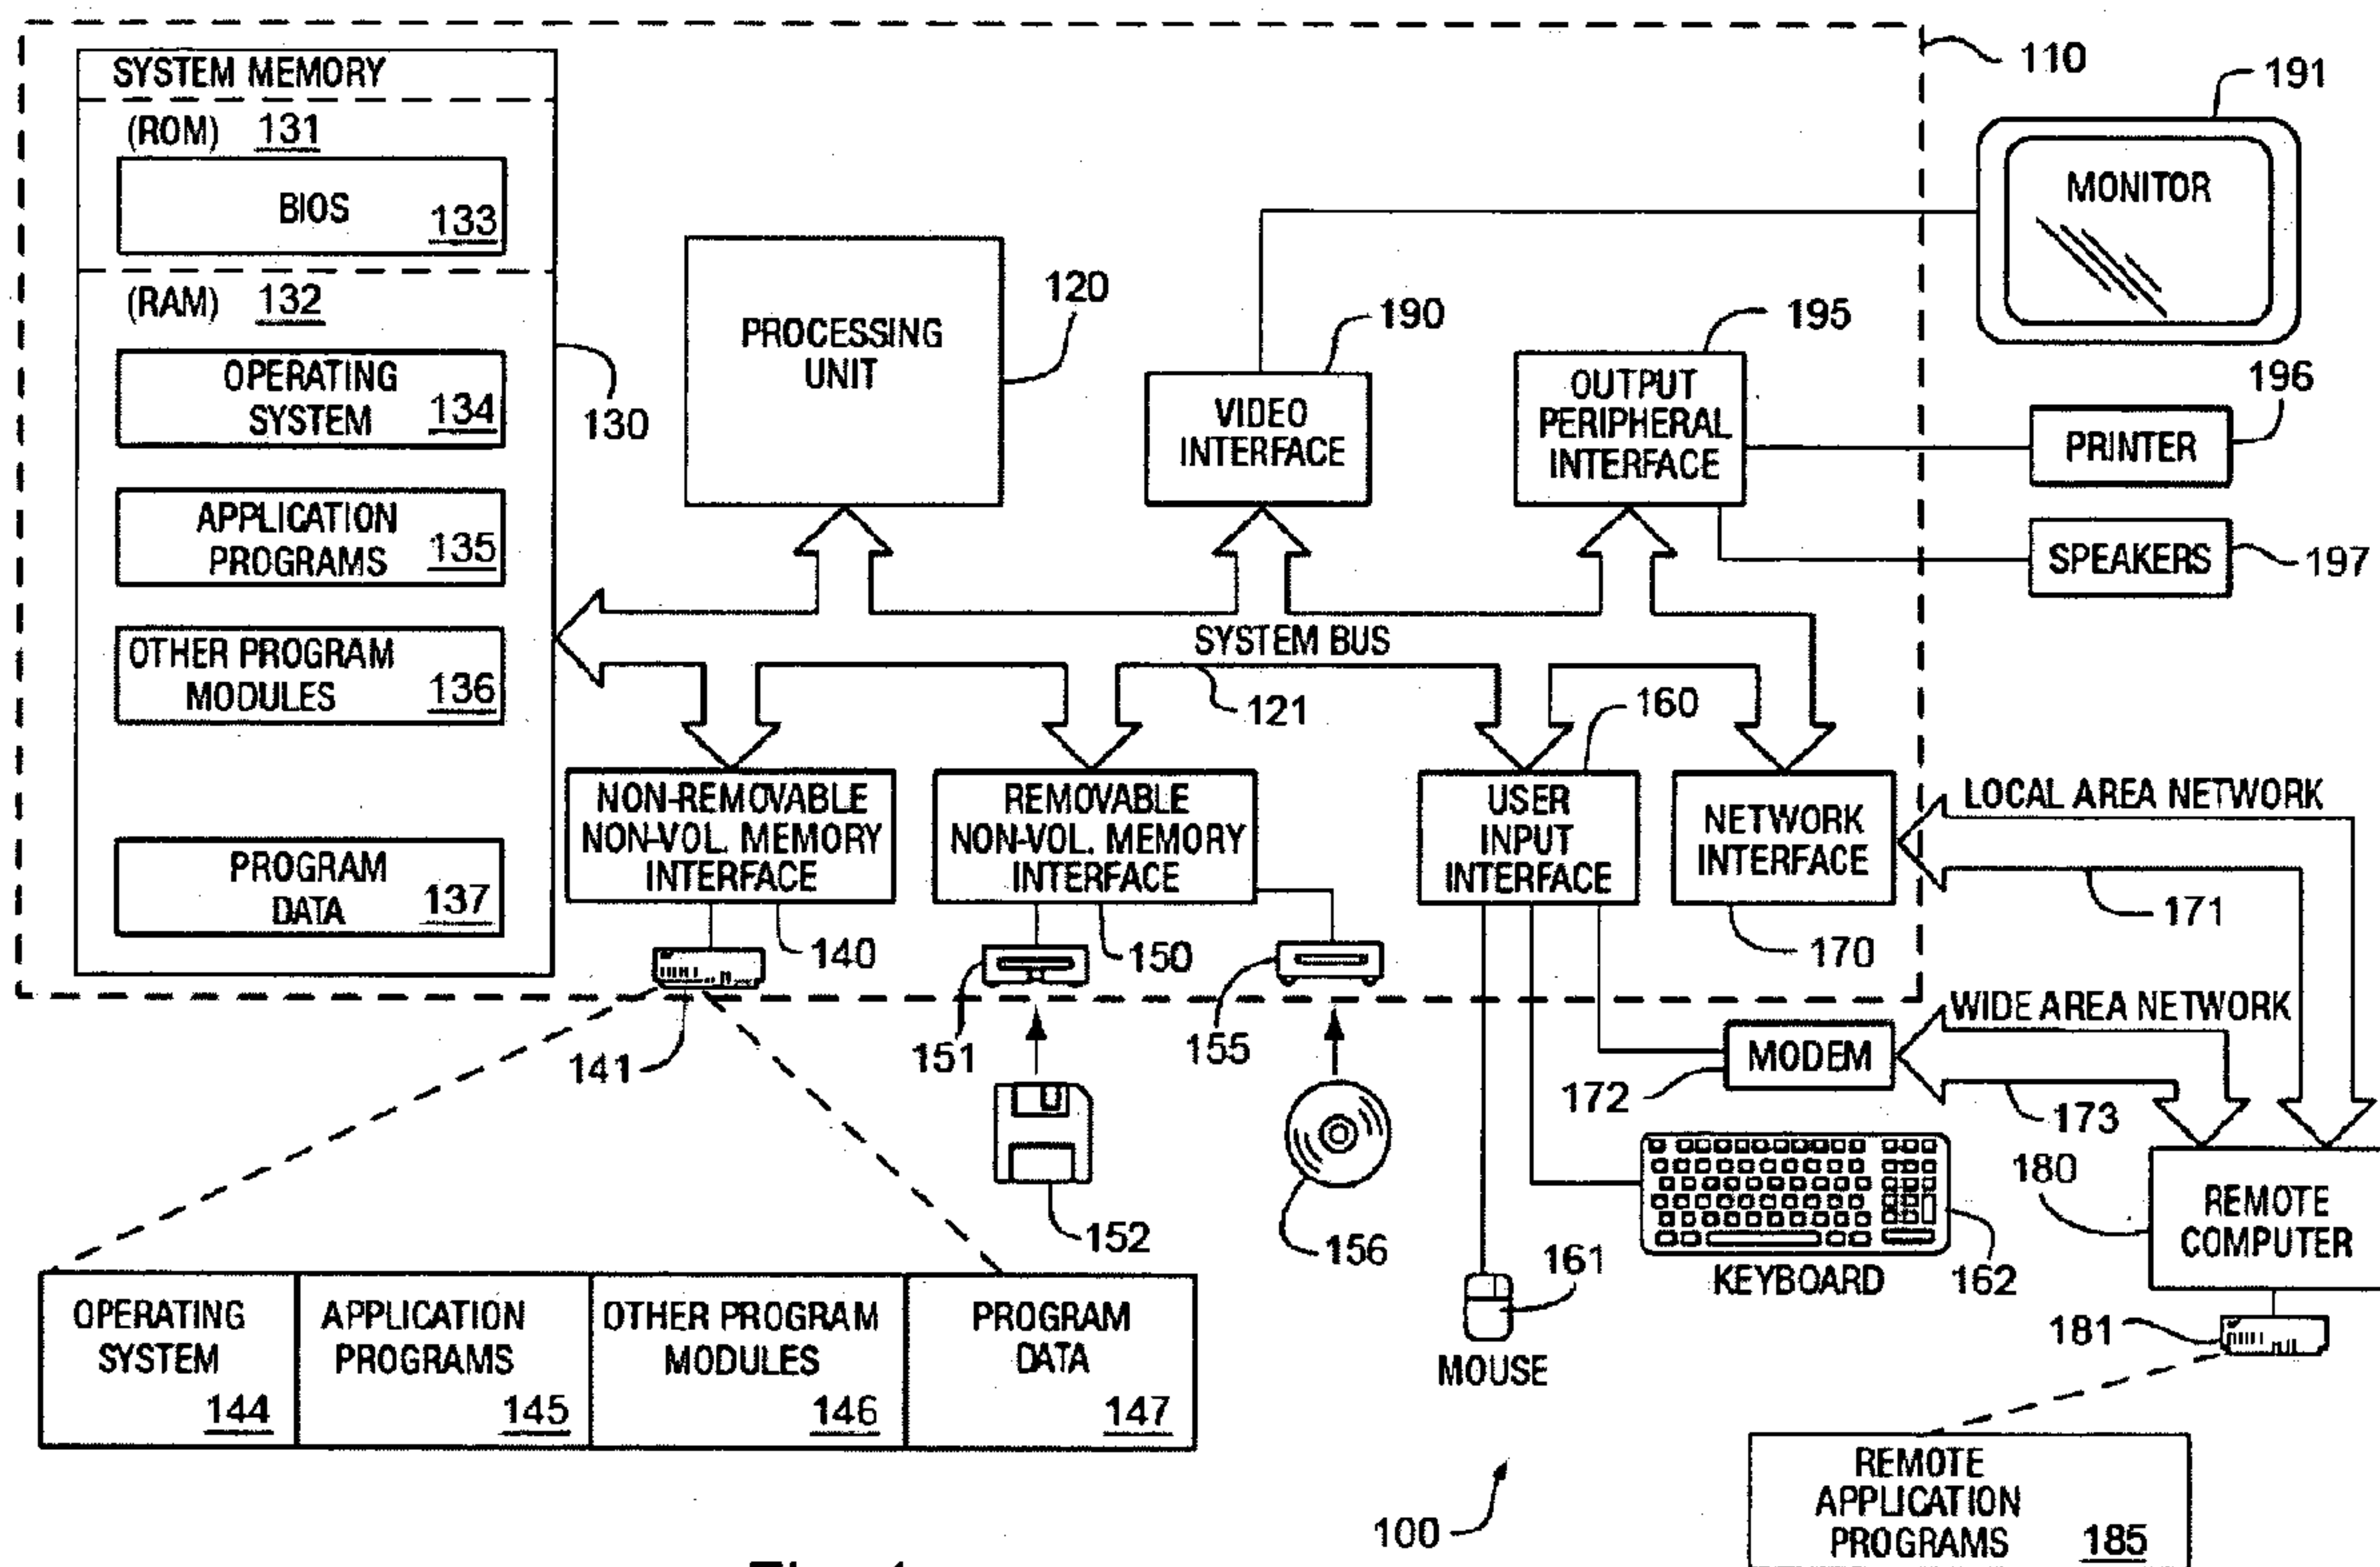 SYSTEM MEMORY
(ROM) 131
BIOS 133
(RAM) 132
OPERATING
SYSTEM 134
APPLICATION
PROGRAMS 135
OTHER PROGRAM
MODULES 136
PROGRAM
DATA 137
130
PROCESSING
UNIT
120
VIDEO
INTERFACE
190
OUTPUT
PERIPHERAL
INTERFACE
195
110
191
MONITOR
196
PRINTER
SPEAKERS
197
SYSTEM BUS
121
NON-REMOVABLE
NON-VOL. MEMORY
INTERFACE
140
141
REMOVABLE
NON-VOL. MEMORY
INTERFACE
150
151
155
152
156
160
USER
INPUT
INTERFACE
NETWORK
INTERFACE
170
LOCAL AREA NETWORK
171
WIDE AREA NETWORK
MODEM
172
173
180
REMOTE
COMPUTER
181
KEYBOARD
162
161
MOUSE
OPERATING
SYSTEM
144
APPLICATION
PROGRAMS
145
OTHER PROGRAM
MODULES
146
PROGRAM
DATA
147
100
REMOTE
APPLICATION
PROGRAMS 185